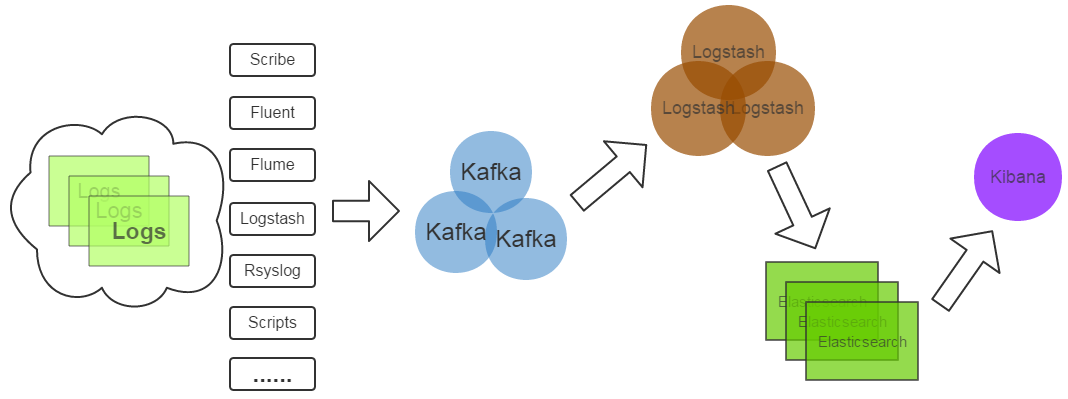 Logs
Logs
Logs
Scribe
Fluent
Flume
Logstash
Rsyslog
Scripts
......
Kafka
Kafka
Kafka
Logstash
Logstash
Logstash
Elasticsearch
Elasticsearch
Elasticsearch
Kibana